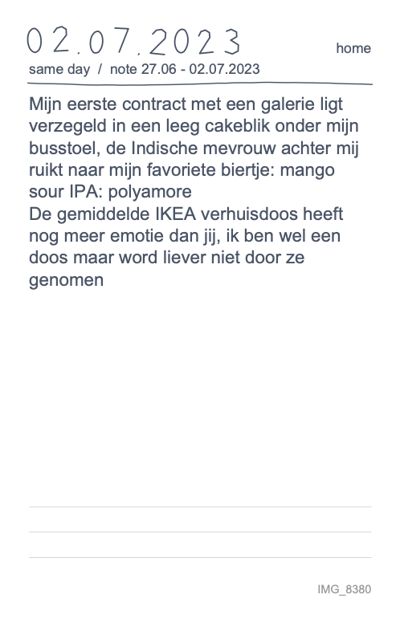 02.07.2023
home
same day / note 27.06 - 02.07.2023
Mijn eerste contract met een galerie ligt
verzegeld in een leeg cakeblik onder mijn
busstoel, de Indische mevrouw achter mij
ruikt naar mijn favoriete biertje: mango
sour IPA: polyamore
De gemiddelde IKEA verhuisdoos heeft
nog meer emotie dan jij, ik ben wel een
doos maar word liever niet door ze
genomen
IMG_8380